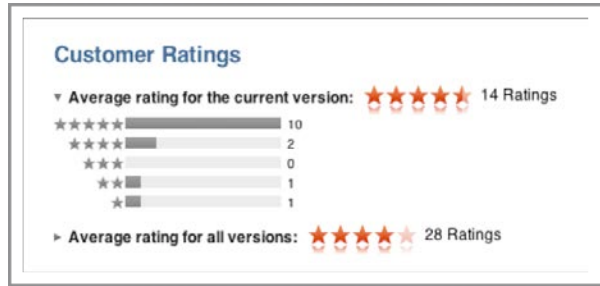 Customer Ratings
▼ Average rating for the current version: 14 Ratings
10
2
0
1
1
► Average rating for all versions: 28 Ratings